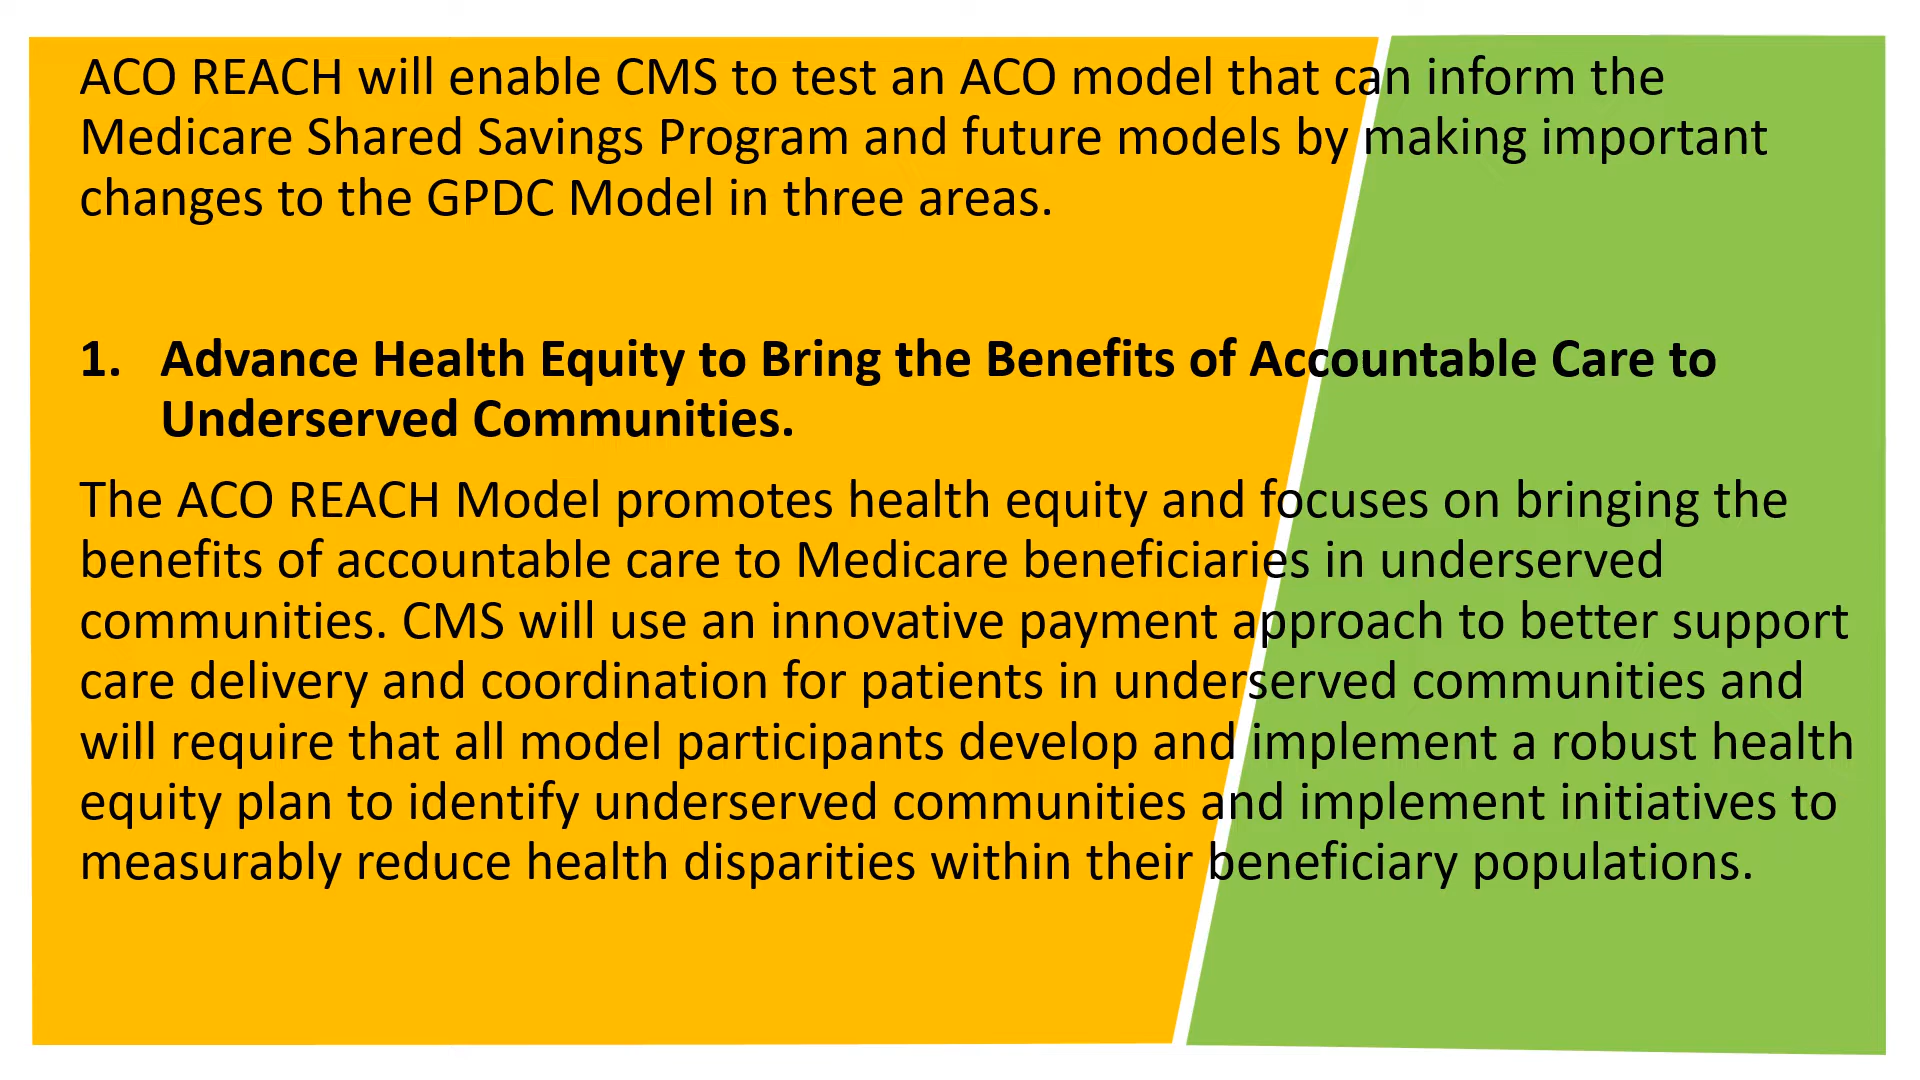 ACO REACH will enable CMS to test an ACO model that can inform the
Medicare Shared Savings Program and future models by making important
changes to the GPDC Model in three areas.
1. Advance Health Equity to Bring the Benefits of Accountable Care to
Underserved Communities.
The ACO REACH Model promotes health equity and focuses on bringing the
benefits of accountable care to Medicare beneficiaries in underserved
communities. CMS will use an innovative payment approach to better support
care delivery and coordination for patients in underserved communities and
will require that all model participants develop and implement a robust health
equity plan to identify underserved communities and implement initiatives to
measurably reduce health disparities within their beneficiary populations.